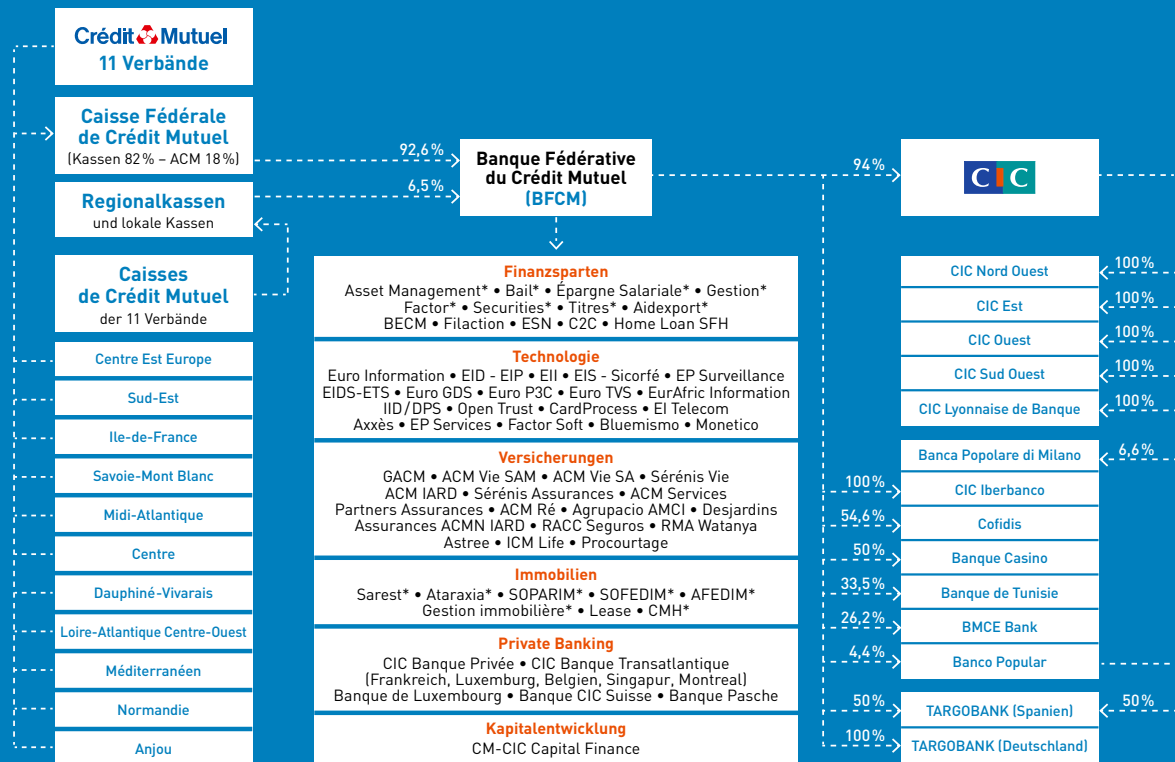 Crédit Mutuel
11 Verbände
Caisse Fédérale
de Crédit Mutuel
(Kassen 82% – ACM 18%)
Regionalkassen
und lokale Kassen
Caisses
de Crédit Mutuel
der 11 Verbände
Centre Est Europe
Sud-Est
Ile-de-France
Savoie-Mont Blanc
Midi-Atlantique
Centre
Dauphiné-Vivarais
Loire-Atlantique Centre-Ouest
Méditerranéen
Normandie
Anjou
92,6%
6,5%
Banque Fédérative
du Crédit Mutuel
(BFCM)
Finanzsparten
Asset Management* • Bail* • Épargne Salariale* • Gestion*
Factor* • Securities* • Titres* • Aidexport*
BECM • Filaction • ESN • C2C • Home Loan SFH
Technologie
Euro Information • EID - EIP • EII • EIS - Sicorfé • EP Surveillance
EIDS-ETS • Euro GDS • Euro P3C • Euro TVS • EurAfric Information
IID/DPS • Open Trust • CardProcess • EI Telecom
Axxès • EP Services • Factor Soft • Bluemismo • Monetico
Versicherungen
GACM • ACM Vie SAM • ACM Vie SA • Sérénis Vie
ACM IARD • Sérénis Assurances • ACM Services
Partners Assurances • ACM Ré • Agrupacio AMCI • Desjardins
Assurances ACMN IARD • RACC Seguros • RMA Watanya
Astree • ICM Life • Procourtage
Immobilien
Sarest* • Ataraxia* • SOPARIM* • SOFEDIM* • AFEDIM*
Gestion immobilière* • Lease • CMH*
Private Banking
CIC Banque Privée • CIC Banque Transatlantique
(Frankreich, Luxemburg, Belgien, Singapur, Montreal)
Banque de Luxembourg • Banque CIC Suisse • Banque Pasche
Kapitalentwicklung
CM-CIC Capital Finance
94%
CIC
CIC Nord Ouest
100%
CIC Est
100%
CIC Ouest
100%
CIC Sud Ouest
100%
CIC Lyonnaise de Banque
100%
Banca Popolare di Milano
6,6%
100%
CIC Iberbanco
54,6%
Cofidis
50%
Banque Casino
33,5%
Banque de Tunisie
26,2%
BMCE Bank
4,4%
Banco Popular
50%
TARGOBANK (Spanien)
50%
100%
TARGOBANK (Deutschland)